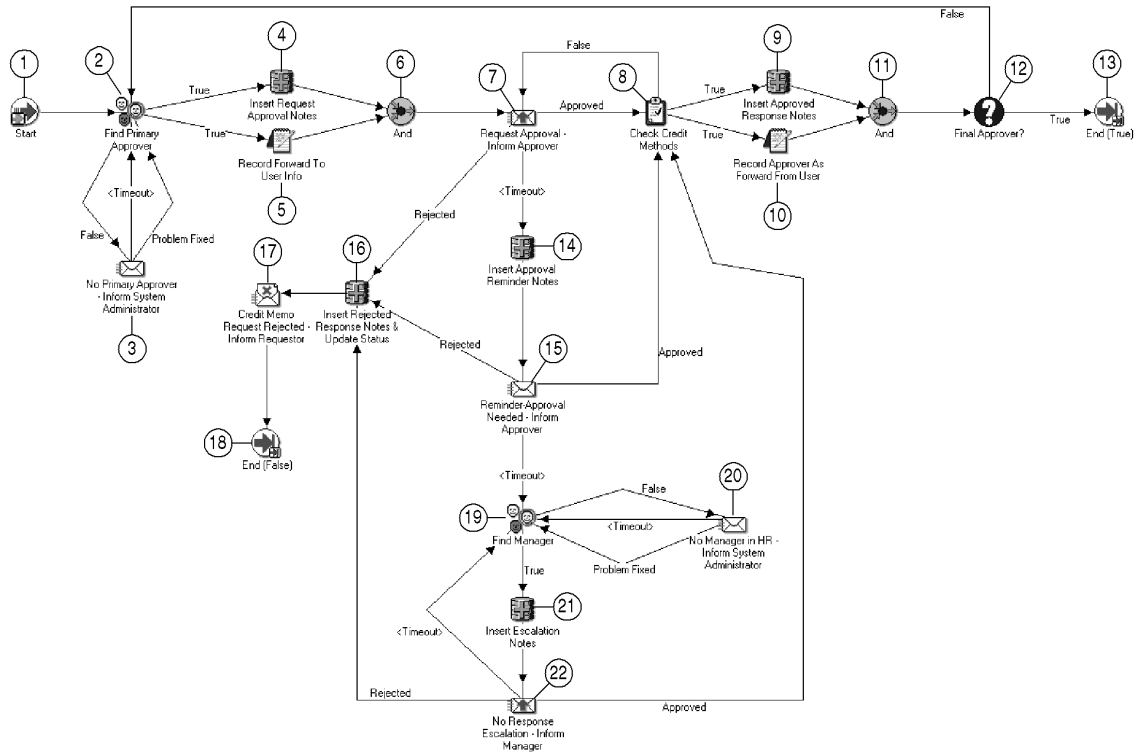 False
1
2
4
6
7
8
9
11
12
13
False
True
True
Approved
True
True
True
Start
Find Primary
Approver
Insert Request
Approval Notes
And
Request Approval -
Inform Approver
Check Credit
Methods
Insert Approved
Response Notes
And
Final Approver?
End (True)
Record Forward To
User Info
5
Record Approver As
Forward From User
10
<Timeout>
False
Problem Fixed
No Primary Approver
- Inform System
Administrator
3
<Timeout>
Rejected
14
Insert Approval
Reminder Notes
17
16
Credit Memo
Request Rejected -
Inform Requestor
Insert Rejected
Response Notes &
Update Status
Rejected
15
Approved
Reminder-Approval
Needed - Inform
Approver
18
End (False)
<Timeout>
19
Find Manager
False
20
<Timeout>
Problem Fixed
No Manager in HR -
Inform System
Administrator
True
21
Insert Escalation
Notes
<Timeout>
22
Rejected
Approved
No Response
Escalation - Inform
Manager